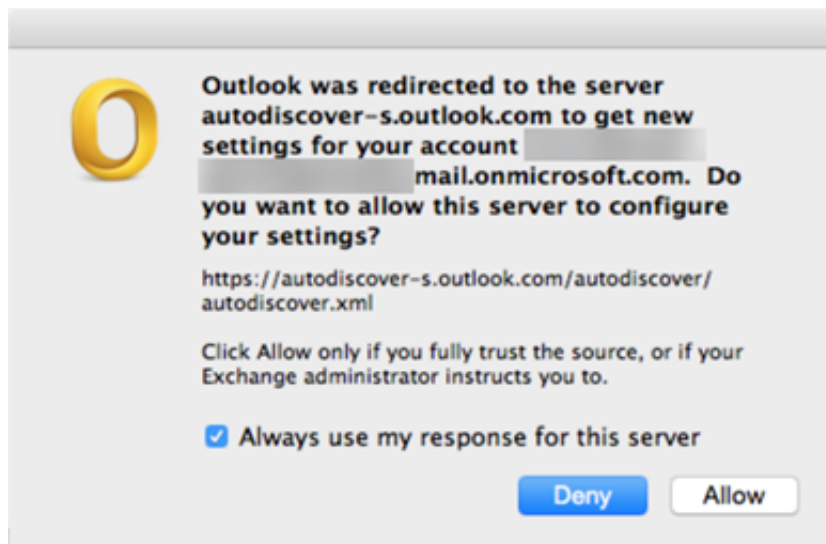 Outlook was redirected to the server
autodiscover-s.outlook.com to get new
settings for your account
mail.onmicrosoft.com. Do
you want to allow this server to configure
your settings?
https://autodiscover-s.outlook.com/autodiscover/
autodiscover.xml
Click Allow only if you fully trust the source, or if your
Exchange administrator instructs you to.
Always use my response for this server
Deny Allow